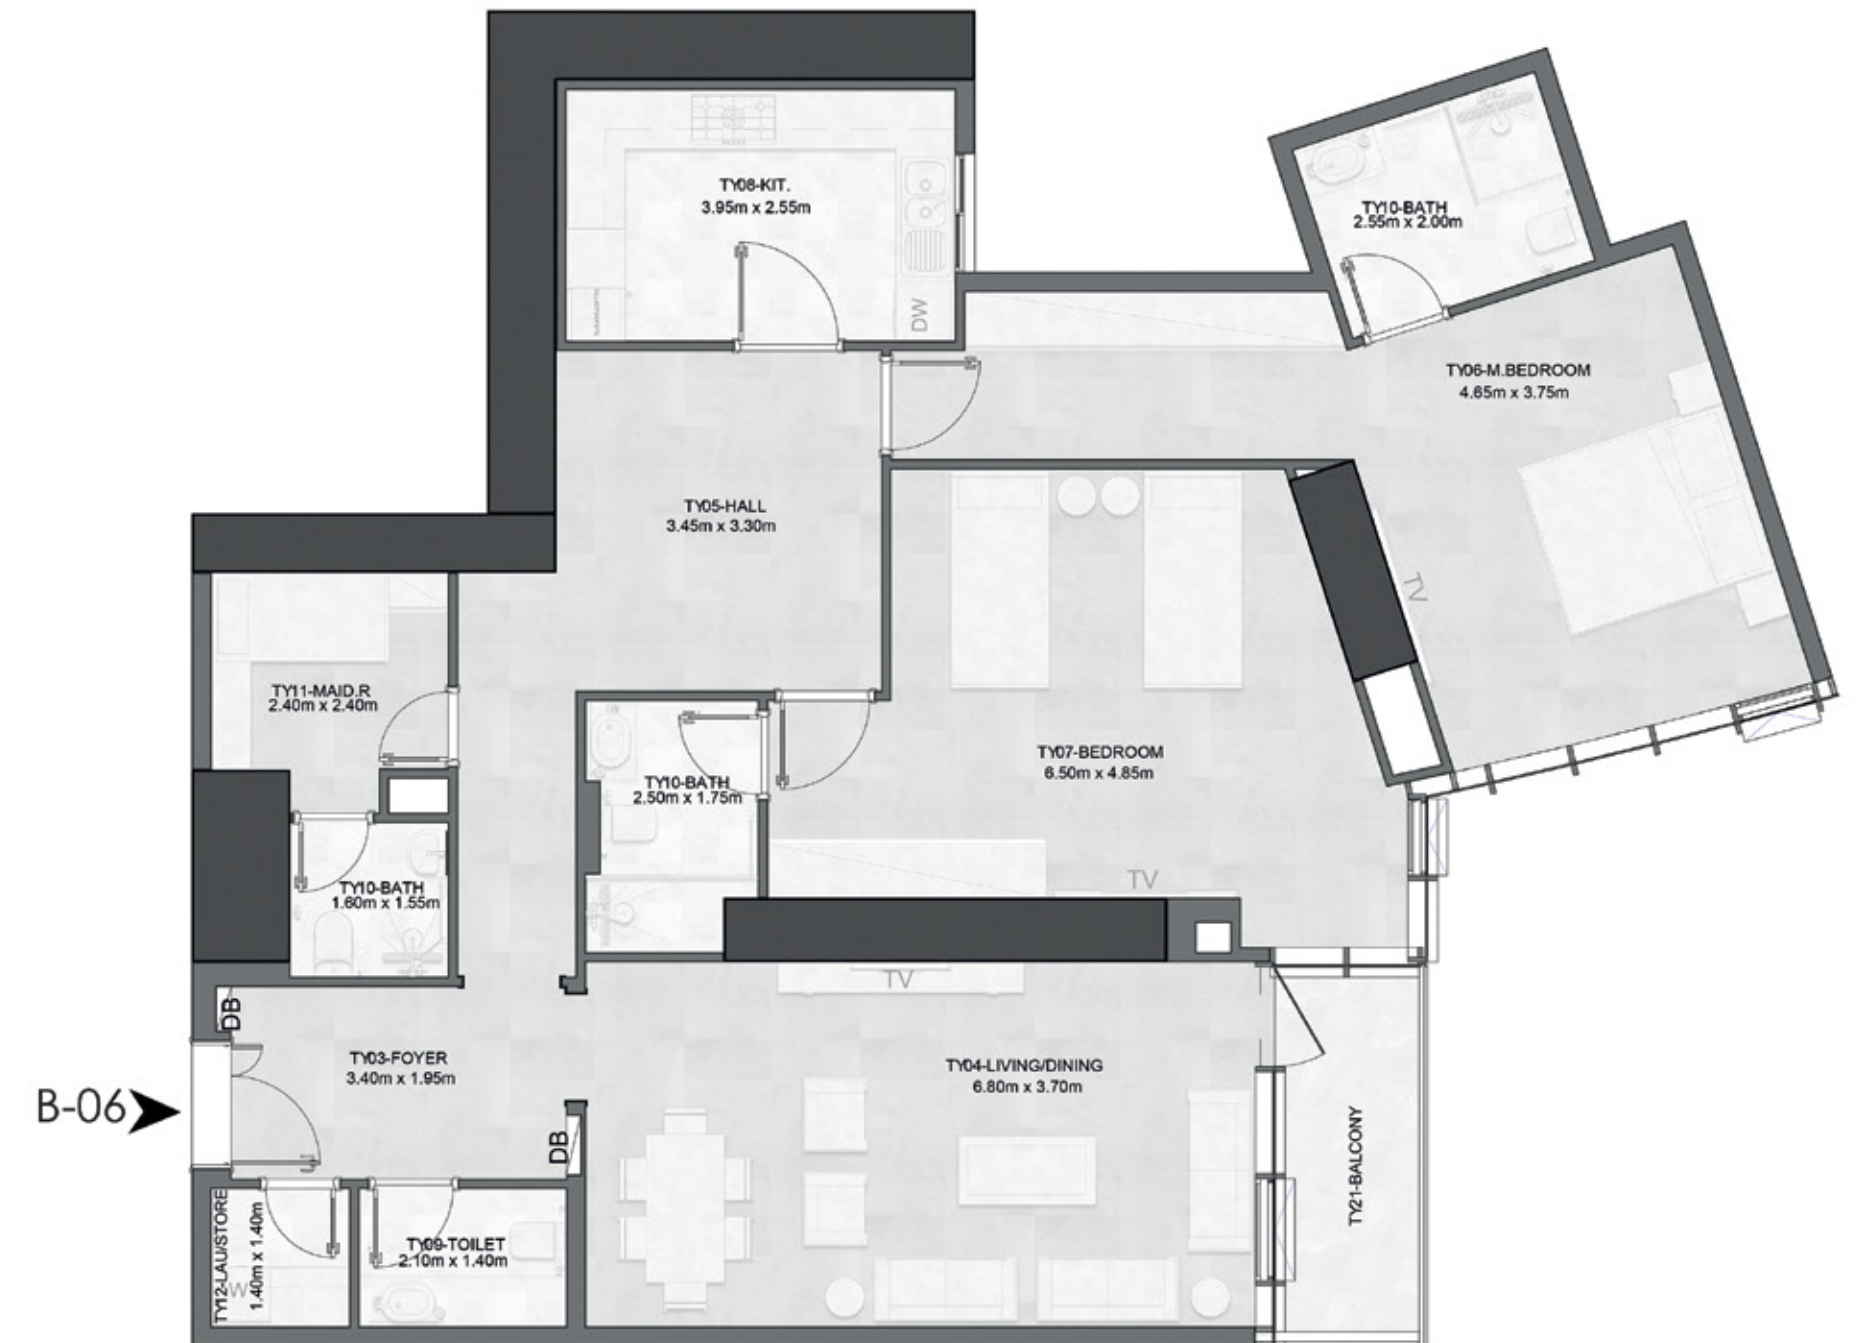 TY08-KIT.
3.95m x 2.55m
DW
TY10-BATH
2.55m x 2.00m
TY06-M.BEDROOM
4.65m x 3.75m
TY05-HALL
3.45m x 3.30m
TV
TY11-MAID.R
2.40m x 2.40m
TY10-BATH
2.50m x 1.75m
TY07-BEDROOM
6.50m x 4.85m
TV
TY10-BATH
1.60m x 1.55m
TV
DB
TY03-FOYER
3.40m x 1.95m
TY04-LIVING/DINING
6.80m x 3.70m
B-06
DB
TY21-BALCONY
TY12-LAU/STORE
1.40m x 1.40m
W
TY09-TOILET
2.10m x 1.40m